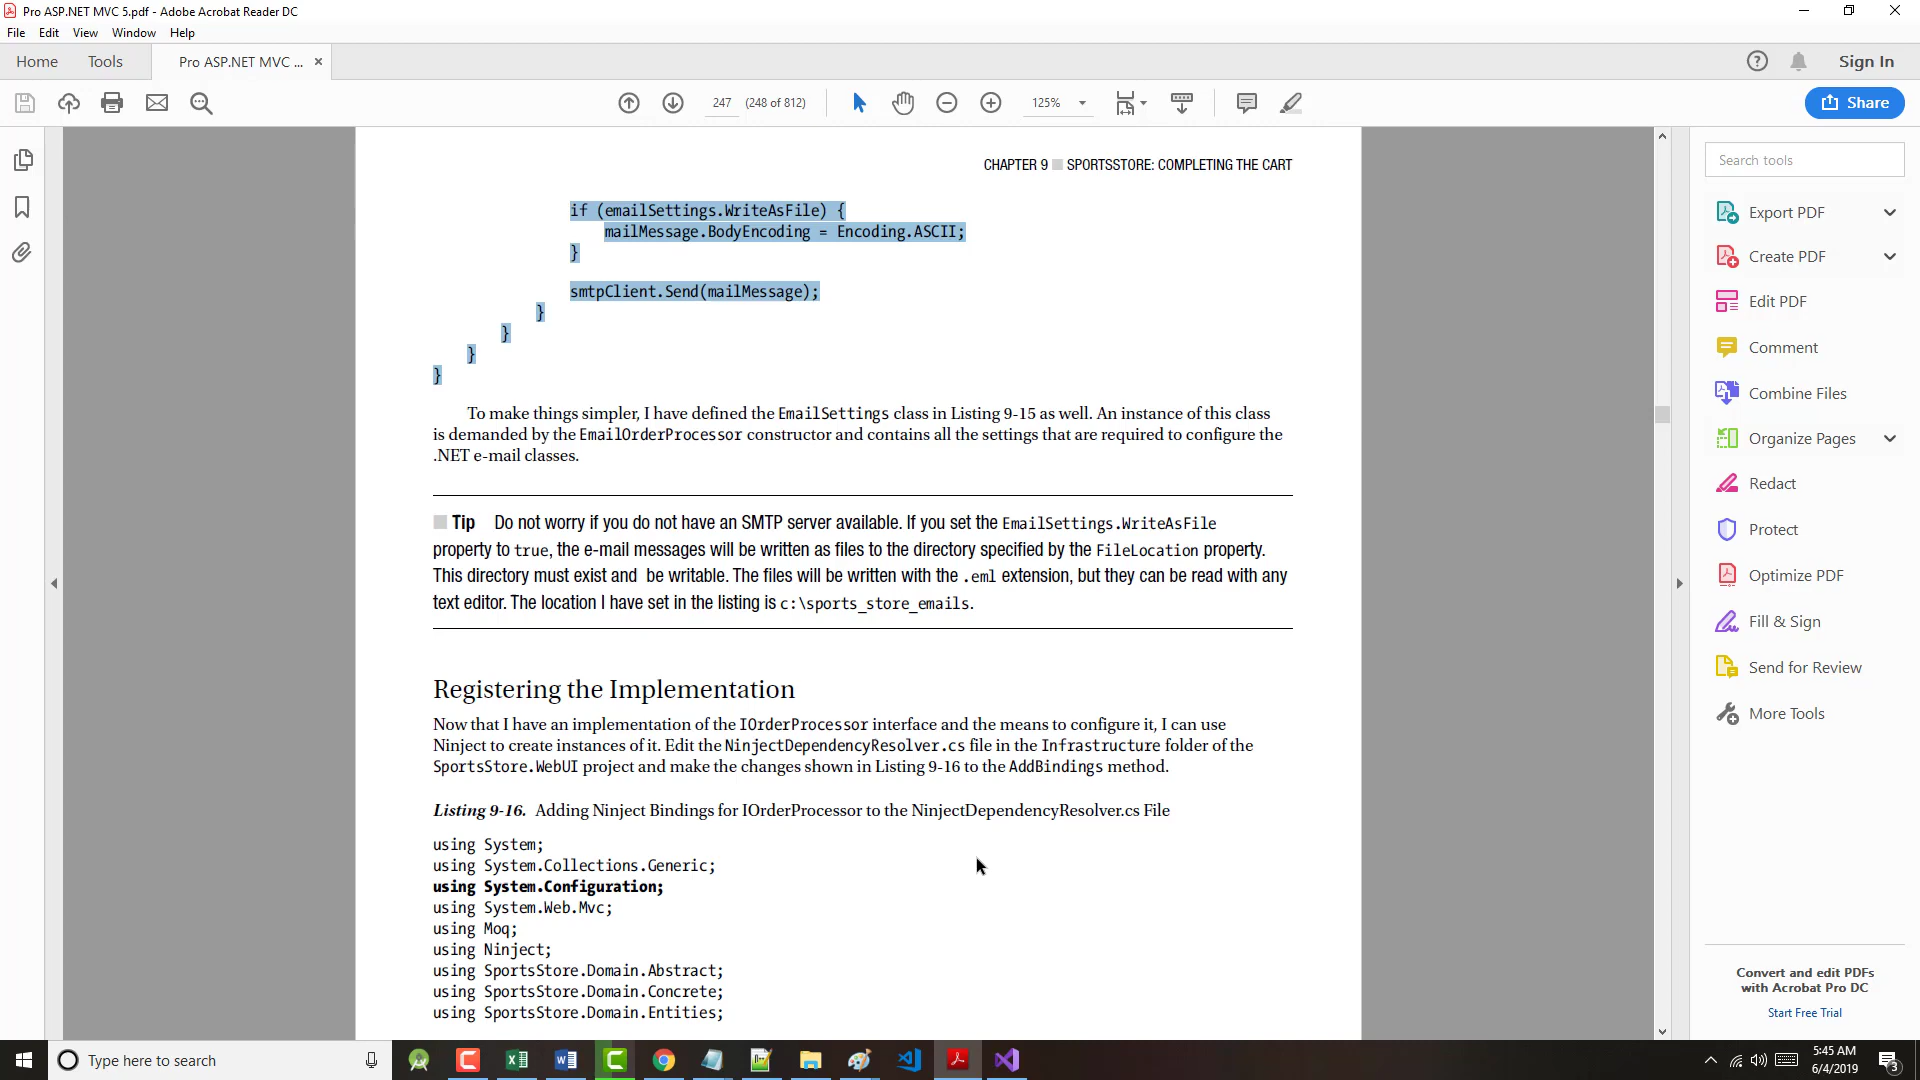 Pro ASP.NET MVC 5.pdf - Adobe Acrobat Reader DC
File Edit View Window Help
Home Tools Pro ASP.NET MVC ... × Sign In
247 (248 of 812) 125% Share
CHAPTER 9 SPORTSSTORE: COMPLETING THE CART
if (emailSettings.WriteAsFile) {
mailMessage.BodyEncoding = Encoding.ASCII;
}
smtpClient.Send(mailMessage);
}
}
}
}
To make things simpler, I have defined the EmailSettings class in Listing 9-15 as well. An instance of this class
is demanded by the EmailOrderProcessor constructor and contains all the settings that are required to configure the
.NET e-mail classes.
Tip Do not worry if you do not have an SMTP server available. If you set the EmailSettings.WriteAsFile
property to true, the e-mail messages will be written as files to the directory specified by the FileLocation property.
This directory must exist and be writable. The files will be written with the .eml extension, but they can be read with any
text editor. The location I have set in the listing is c:\sports_store_emails.
Registering the Implementation
Now that I have an implementation of the IOrderProcessor interface and the means to configure it, I can use
Ninject to create instances of it. Edit the NinjectDependencyResolver.cs file in the Infrastructure folder of the
SportsStore.WebUI project and make the changes shown in Listing 9-16 to the AddBindings method.
Listing 9-16. Adding Ninject Bindings for IOrderProcessor to the NinjectDependencyResolver.cs File
using System;
using System.Collections.Generic;
using System.Configuration;
using System.Web.Mvc;
using Moq;
using Ninject;
using SportsStore.Domain.Abstract;
using SportsStore.Domain.Concrete;
using SportsStore.Domain.Entities;
Search tools
Export PDF
Create PDF
Edit PDF
Comment
Combine Files
Organize Pages
Redact
Protect
Optimize PDF
Fill & Sign
Send for Review
More Tools
Convert and edit PDFs
with Acrobat Pro DC
Start Free Trial
Type here to search
5:45 AM
6/4/2019
3